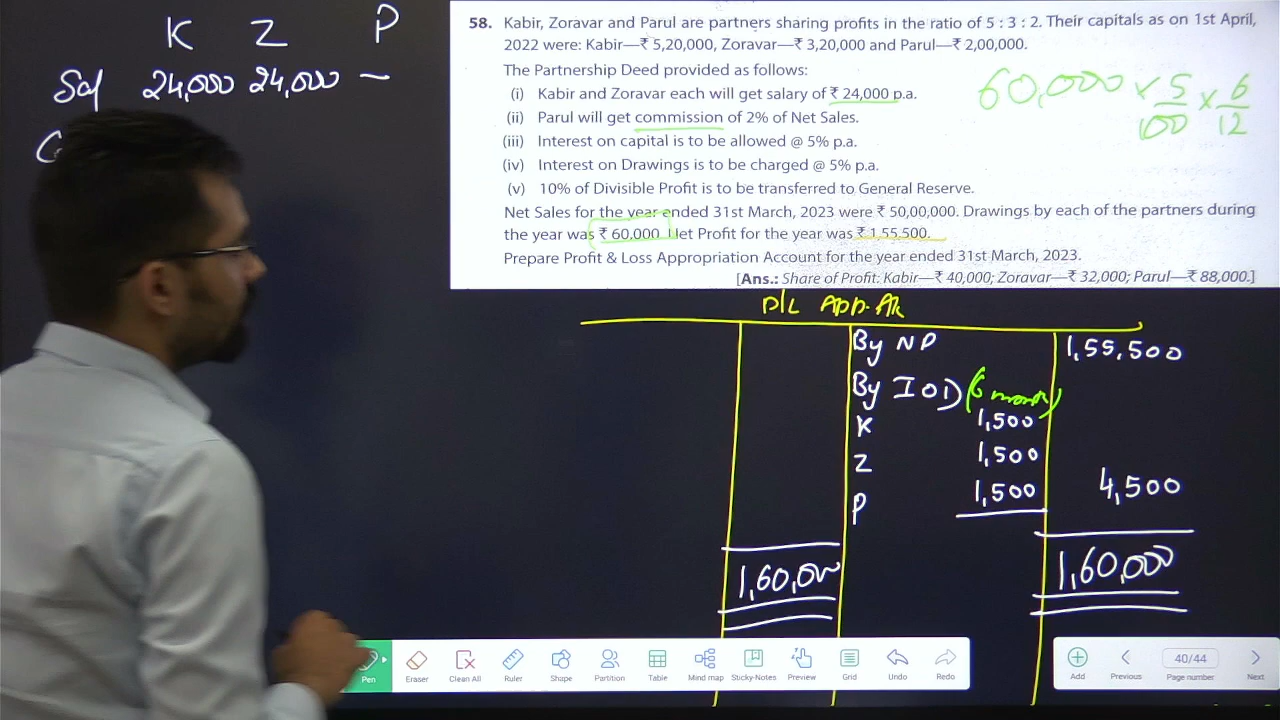 K Z P
Sal 24,000 24,000 —
C
58. Kabir, Zoravar and Parul are partners sharing profits in the ratio of 5 : 3 : 2. Their capitals as on 1st April,
2022 were: Kabir—₹ 5,20,000, Zoravar—₹ 3,20,000 and Parul—₹ 2,00,000.
The Partnership Deed provided as follows:
(i) Kabir and Zoravar each will get salary of ₹ 24,000 p.a.
(ii) Parul will get commission of 2% of Net Sales.
(iii) Interest on capital is to be allowed @ 5% p.a.
(iv) Interest on Drawings is to be charged @ 5% p.a.
(v) 10% of Divisible Profit is to be transferred to General Reserve.
Net Sales for the year ended 31st March, 2023 were ₹ 50,00,000. Drawings by each of the partners during
the year was ₹ 60,000. Net Profit for the year was ₹ 1,55,500.
Prepare Profit & Loss Appropriation Account for the year ended 31st March, 2023.
[Ans.: Share of Profit: Kabir—₹ 40,000; Zoravar—₹ 32,000; Parul—₹ 88,000.]
60,000 × 5/100 × 6/12
P/L APP. A/c
By NP 1,55,500
By IOD (6 month)
K 1,500
Z 1,500
P 1,500 4,500
1,60,000 1,60,000
Pen Eraser Clean All Ruler Shape Partition Table Mind map Sticky-Notes Preview Grid Undo Redo
Add Previous 40/44 Page number Next